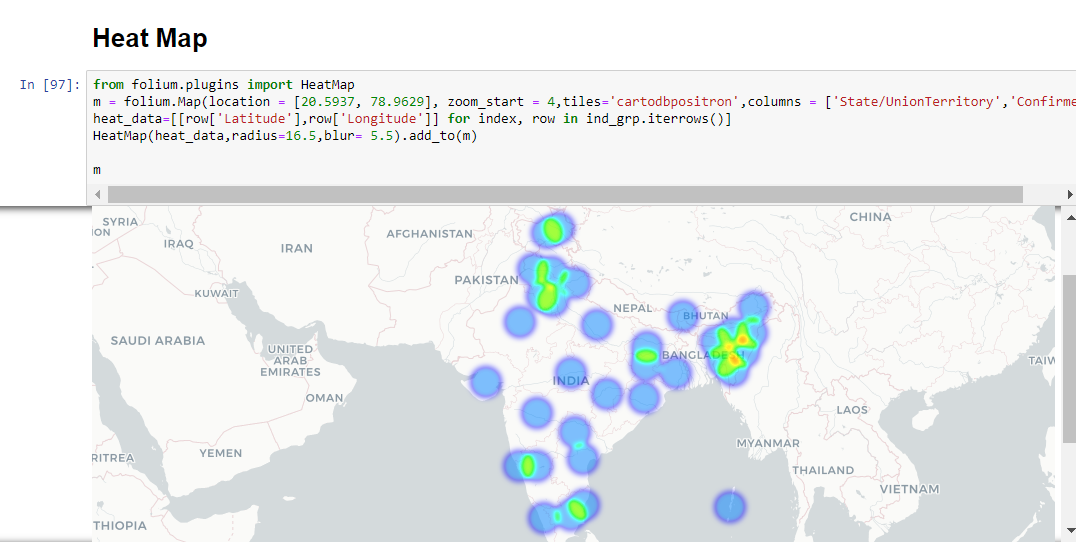 Heat Map
In [97]:
from folium.plugins import HeatMap
m = folium.Map(location = [20.5937, 78.9629], zoom_start = 4,tiles='cartodbpositron',columns = ['State/UnionTerritory','Confirme
heat_data=[[row['Latitude'],row['Longitude']] for index, row in ind_grp.iterrows()]
HeatMap(heat_data,radius=16.5,blur= 5.5).add_to(m)
m
SYRIA
CHINA
ON
AFGHANISTAN
IRAQ
IRAN
PAKISTAN
KUWAIT
NEPAL
BHUTAN
SAUDI ARABIA
UNITED
ARAB
EMIRATES
BANGLADESH
TAIW
INDIA
OMAN
LAOS
MYANMAR
YEMEN
RITREA
THAILAND
VIETNAM
THIOPIA